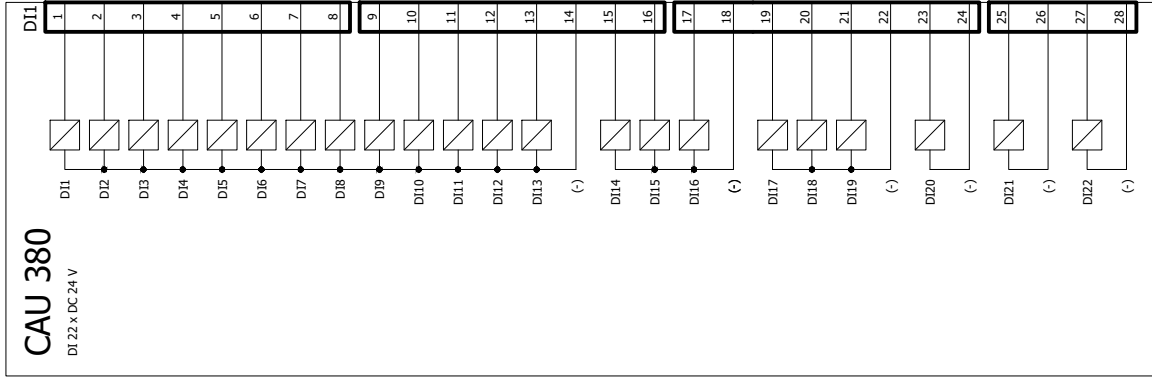 DI1
1 2 3 4 5 6 7 8 9 10 11 12 13 14 15 16 17 18 19 20 21 22 23 24 25 26 27 28
DI1 DI2 DI3 DI4 DI5 DI6 DI7 DI8 DI9 DI10 DI11 DI12 DI13 (-) DI14 DI15 DI16 (-) DI17 DI18 DI19 (-) DI20 (-) DI21 (-) DI22 (-)
CAU 380
DI 22 x DC 24 V